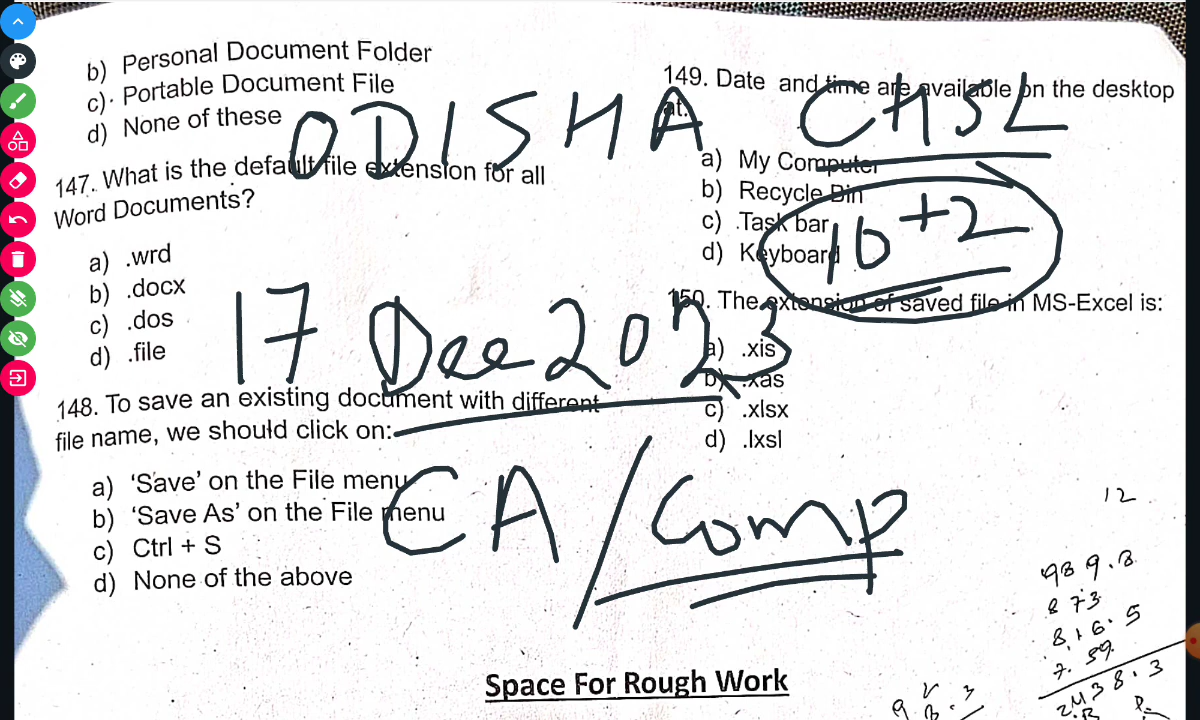 b) Personal Document Folder
c) Portable Document File
d) None of these
147. What is the default file extension for all
Word Documents?
a) .wrd
b) .docx
c) .dos
d) .file
148. To save an existing document with different
file name, we should click on:-
a) ‘Save’ on the File menu
b) ‘Save As’ on the File menu
c) Ctrl + S
d) None of the above
149. Date and time are available on the desktop
at:
a) My Computer
b) Recycle Bin
c) Task bar
d) Keyboard
150. The extension of saved file in MS-Excel is:
a) .xis
b) .xas
c) .xlsx
d) .lxsl
ODISHA CHSL
10+2
17 Dec 2023
CA/Comp
Space For Rough Work
12
989.8
873
816.5
7.89
2438.3